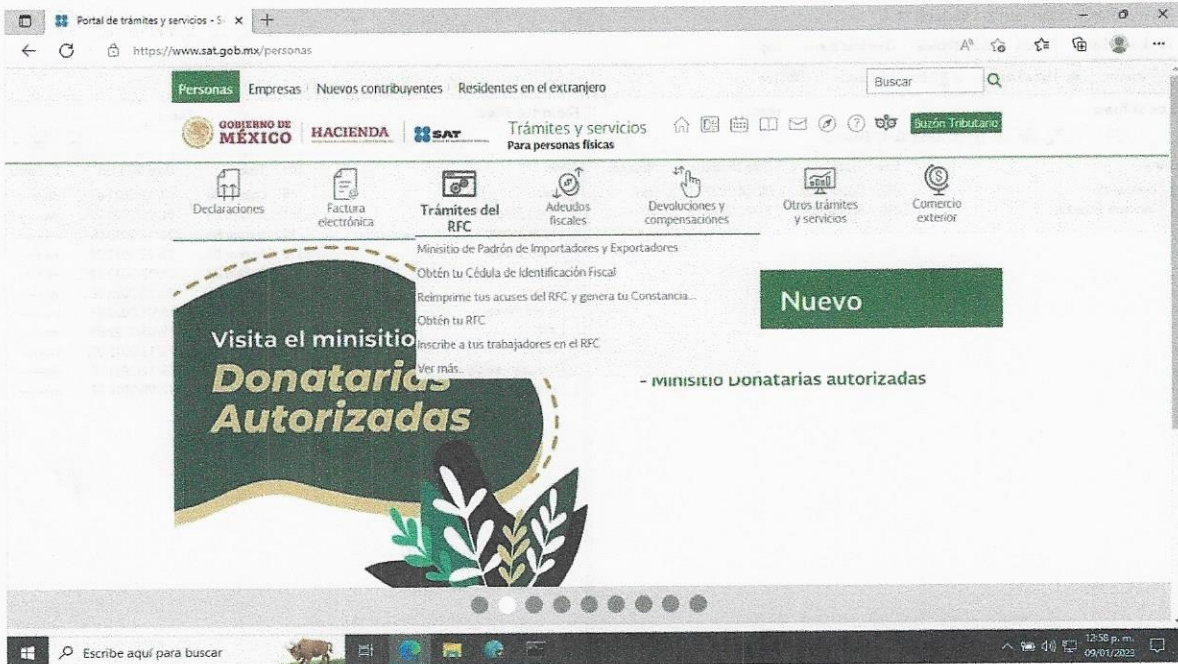 Portal de trámites y servicios - S
https://www.sat.gob.mx/personas
Personas Empresas Nuevos contribuyentes Residentes en el extranjero
Buscar
GOBIERNO DE MÉXICO
HACIENDA
SAT
Trámites y servicios
Para personas físicas
Buzón Tributario
Declaraciones
Factura electrónica
Trámites del RFC
Adeudos fiscales
Devoluciones y compensaciones
Otros trámites y servicios
Comercio exterior
Minisitio de Padrón de Importadores y Exportadores
Obtén tu Cédula de Identificación Fiscal
Reimprime tus acuses del RFC y genera tu Constancia...
Obtén tu RFC
Inscribe a tus trabajadores en el RFC
Ver más..
Visita el minisitio
Donatarias
Autorizadas
Nuevo
- Minisitio Donatarias autorizadas
Escribe aquí para buscar
12:58 p. m.
09/01/2023